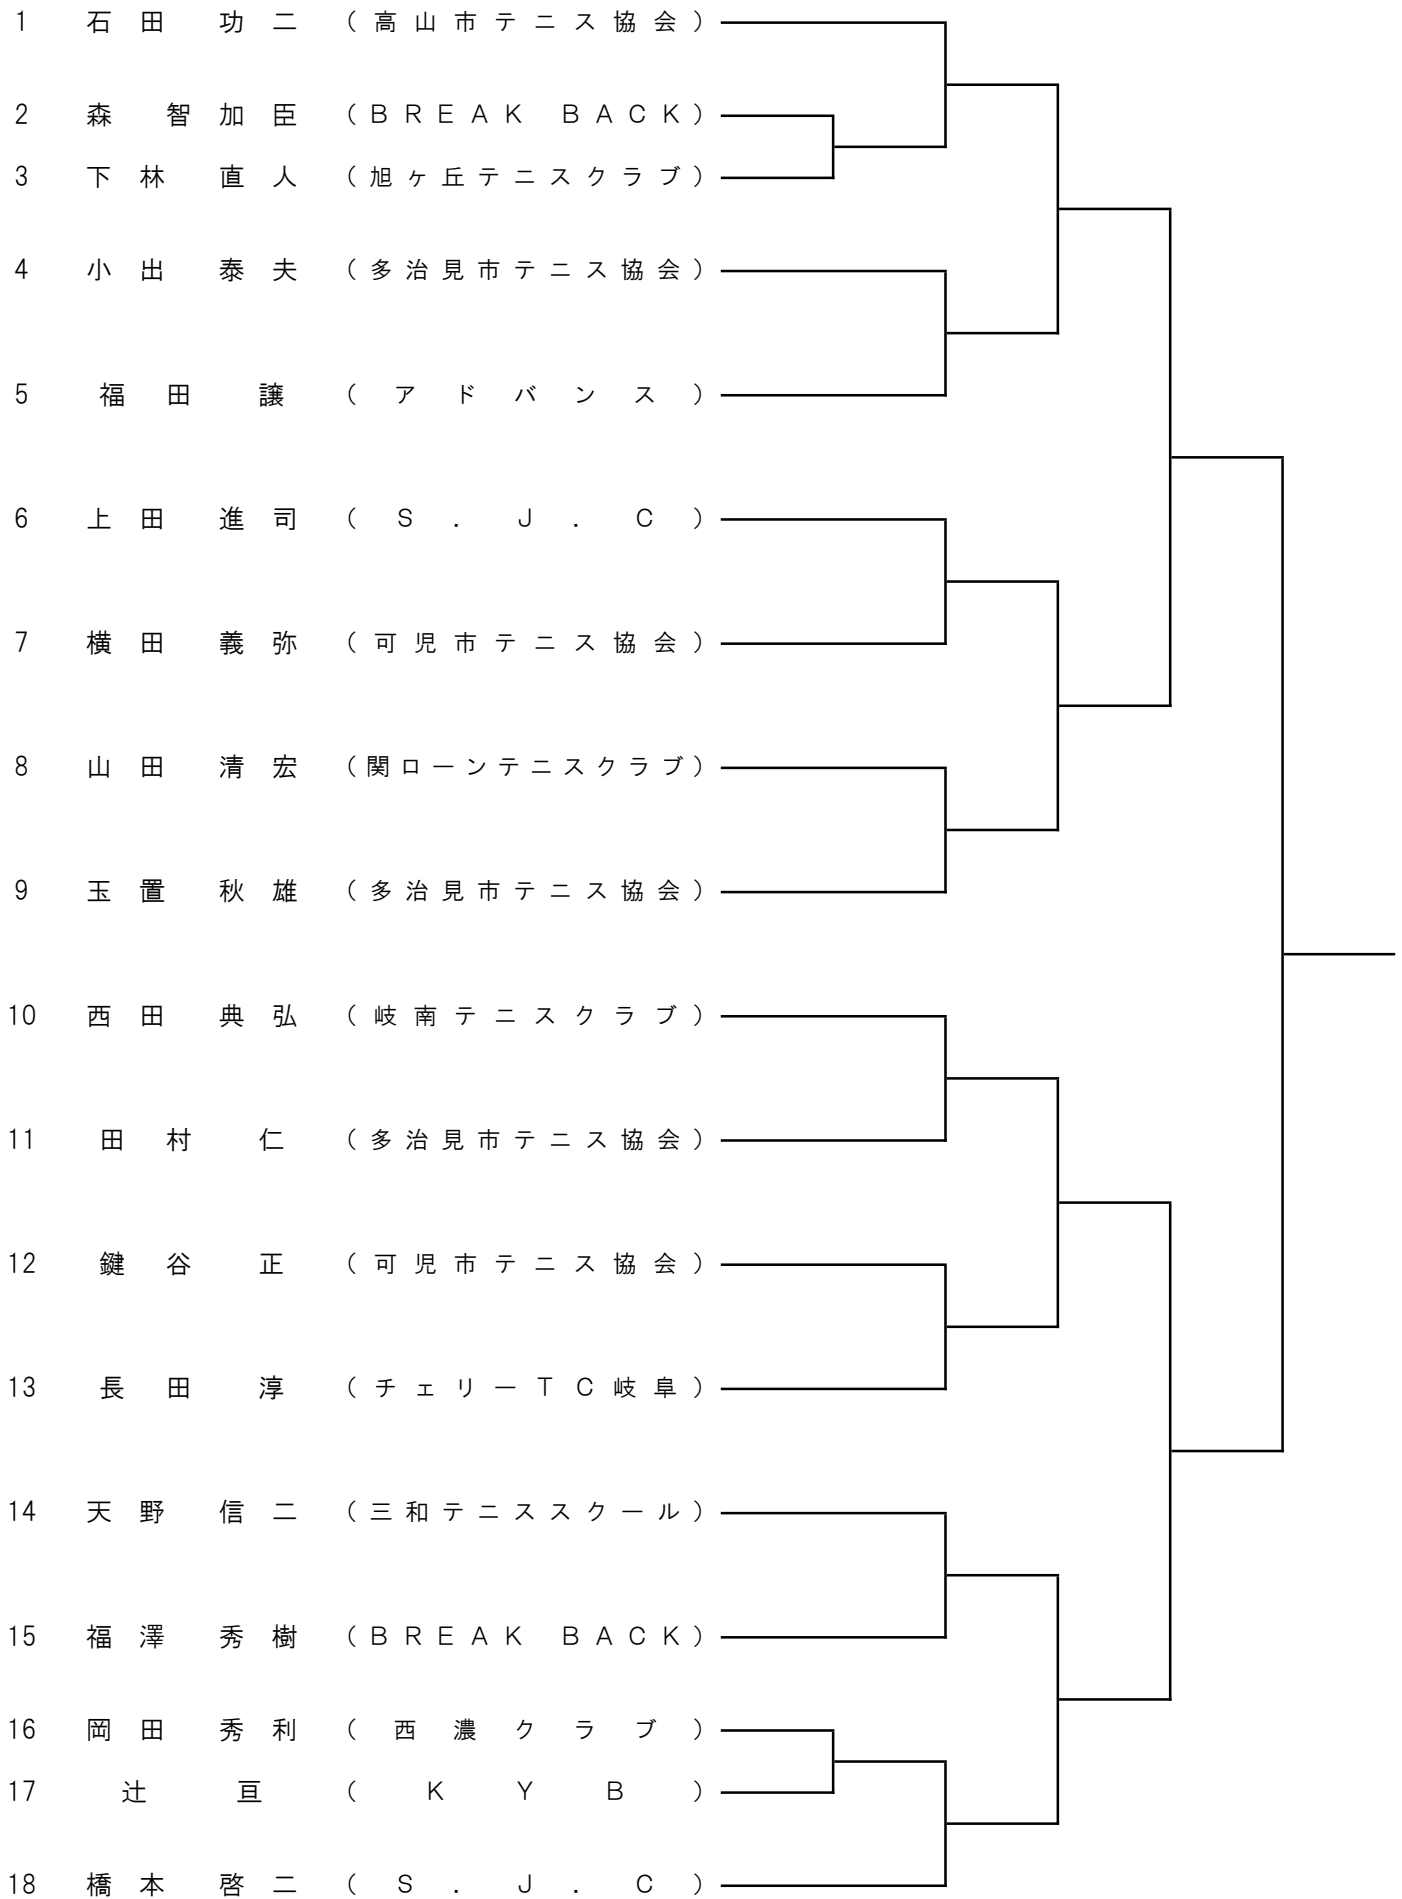 1 石田 功二 (高山市テニス協会)
2 森 智加臣 (BREAK BACK)
3 下林 直人 (旭ヶ丘テニスクラブ)
4 小出 泰夫 (多治見市テニス協会)
5 福田 譲 (アドバンス)
6 上田 進司 (S.J.C)
7 横田 義弥 (可児市テニス協会)
8 山田 清宏 (関ローンテニスクラブ)
9 玉置 秋雄 (多治見市テニス協会)
10 西田 典弘 (岐南テニスクラブ)
11 田村 仁 (多治見市テニス協会)
12 鍵谷 正 (可児市テニス協会)
13 長田 淳 (チェリーTC岐阜)
14 天野 信二 (三和テニススクール)
15 福澤 秀樹 (BREAK BACK)
16 岡田 秀利 (西濃クラブ)
17 辻 亘 (KYB)
18 橋本 啓二 (S.J.C)